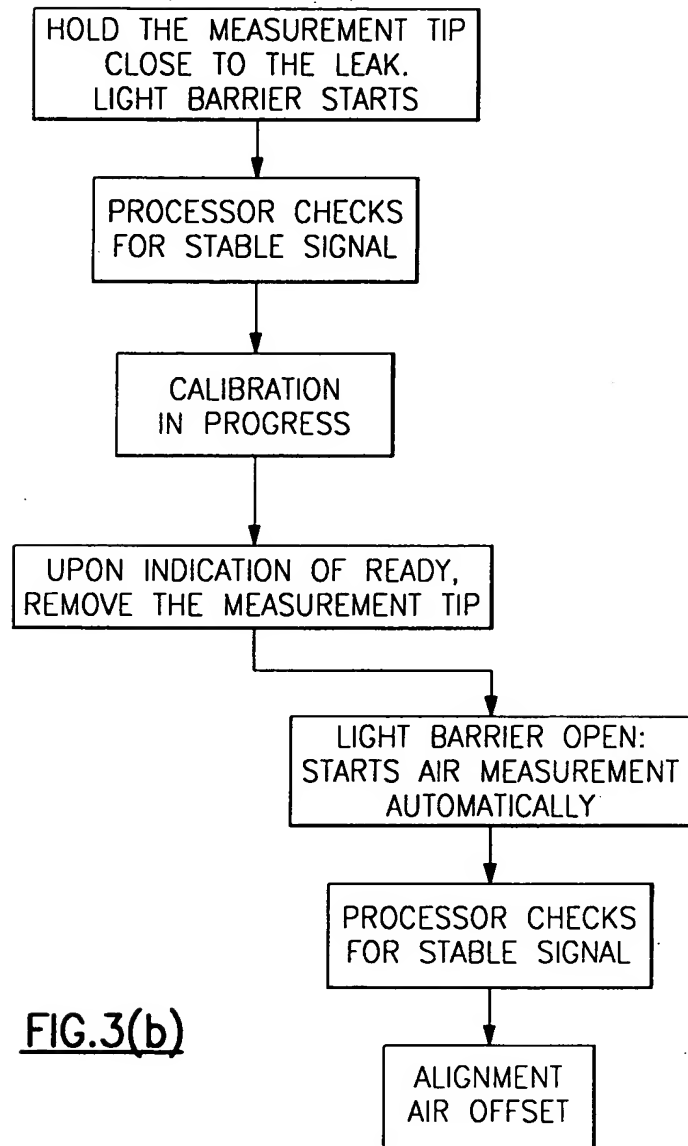 HOLD THE MEASUREMENT TIP
CLOSE TO THE LEAK.
LIGHT BARRIER STARTS
PROCESSOR CHECKS
FOR STABLE SIGNAL
CALIBRATION
IN PROGRESS
UPON INDICATION OF READY,
REMOVE THE MEASUREMENT TIP
LIGHT BARRIER OPEN:
STARTS AIR MEASUREMENT
AUTOMATICALLY
PROCESSOR CHECKS
FOR STABLE SIGNAL
ALIGNMENT
AIR OFFSET
FIG.3(b)